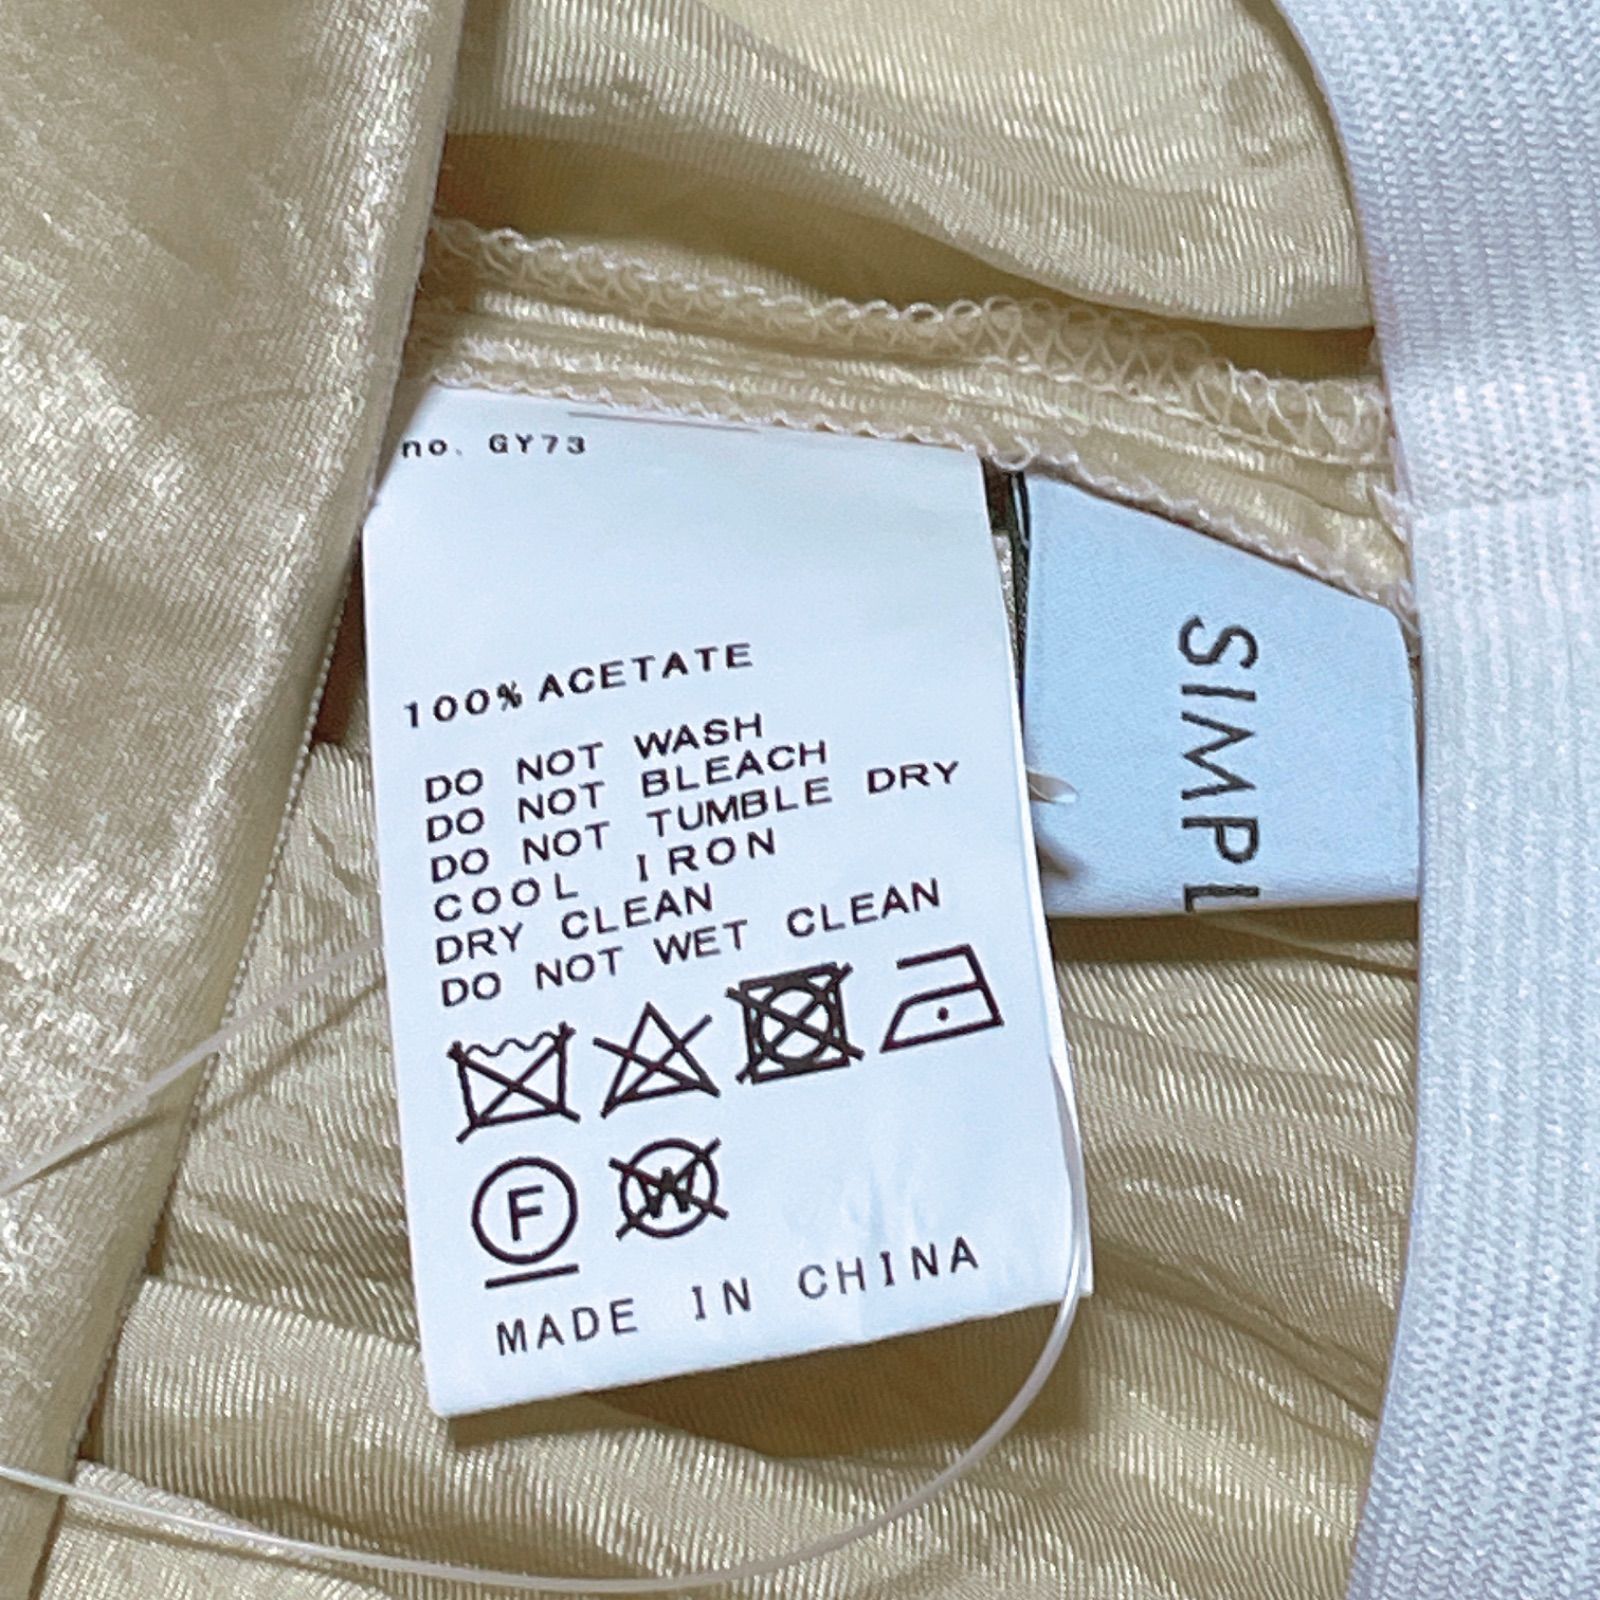 no. GY73
100% ACETATE
DO NOT WASH
DO NOT BLEACH
DO NOT TUMBLE DRY
COOL IRON
DRY CLEAN
DO NOT WET CLEAN
F W
MADE IN CHINA
SIMPL